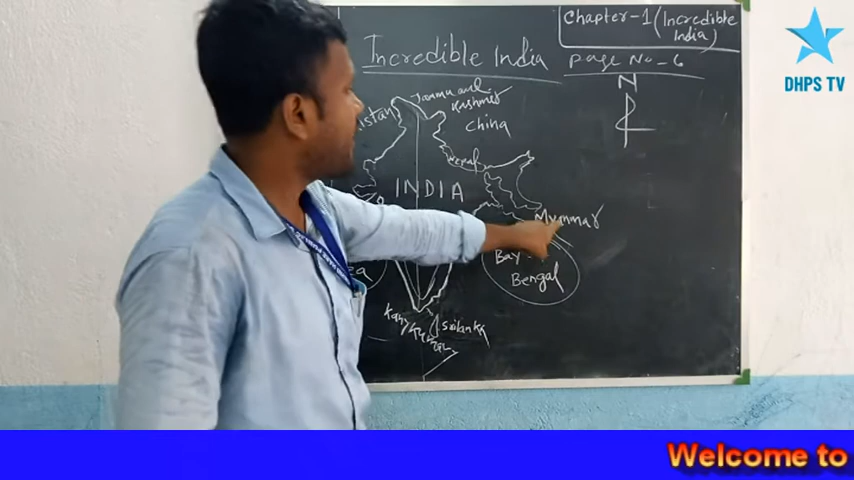 Chapter-1 (Incredible
India)
Incredible India
Page No - 6
DHPS TV
N
Jammu and
Kashmir
China
Nepal
INDIA
Myanmar
Bay
Bengal
Srilanka
Welcome to